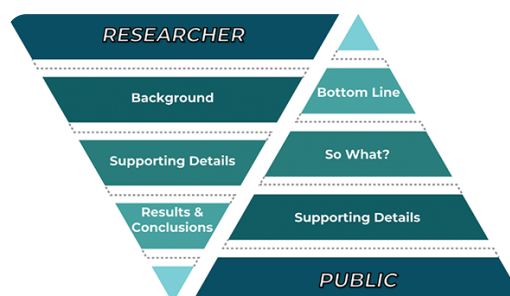 RESEARCHER
Background
Supporting Details
Results &
Conclusions
Bottom Line
So What?
Supporting Details
PUBLIC